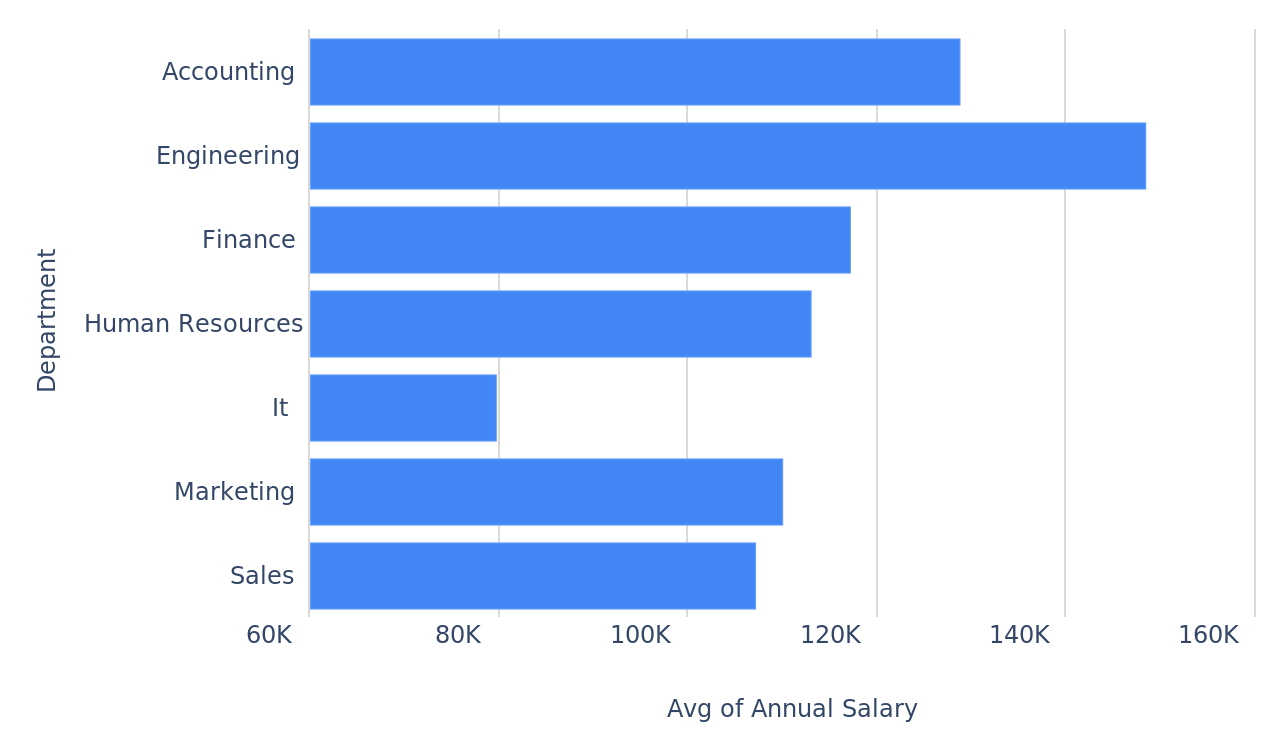 Accounting
Engineering
Finance
Human Resources
It
Marketing
Sales
Department
60K 80K 100K 120K 140K 160K
Avg of Annual Salary